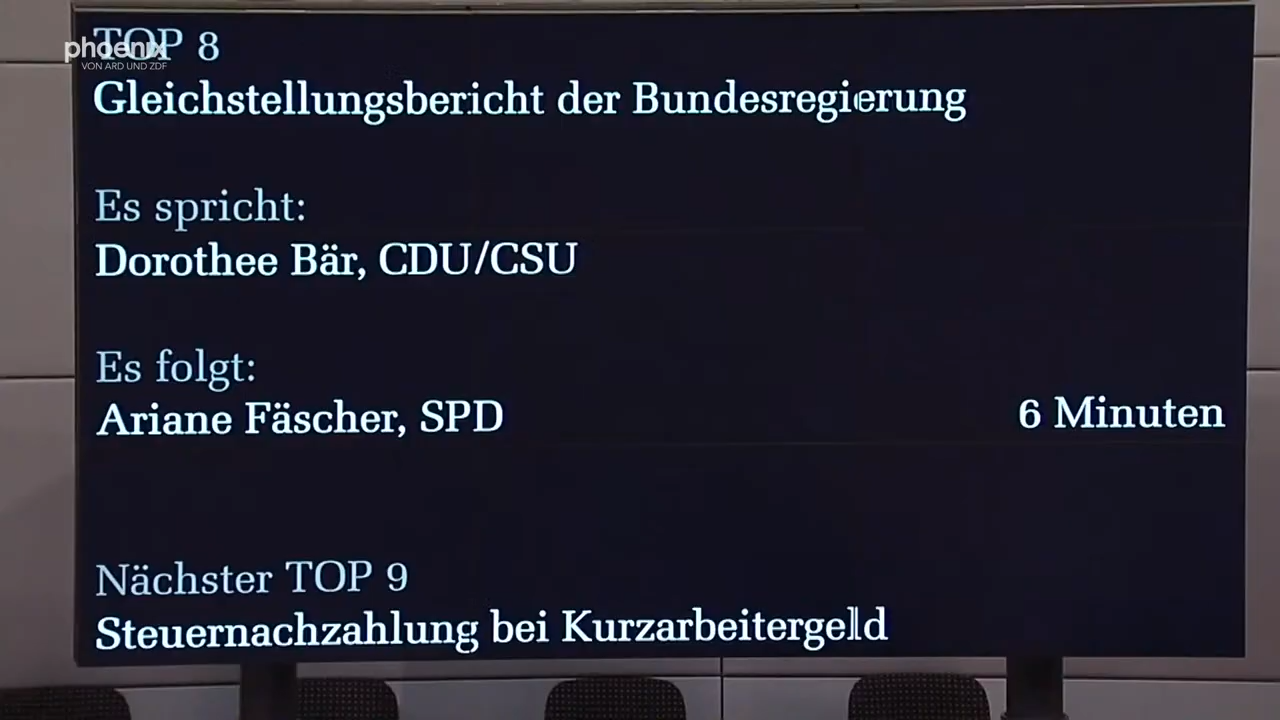 phoenix
VON ARD UND ZDF
TOP 8
Gleichstellungsbericht der Bundesregierung
Es spricht:
Dorothee Bär, CDU/CSU
Es folgt:
Ariane Fäscher, SPD 6 Minuten
Nächster TOP 9
Steuernachzahlung bei Kurzarbeitergeld